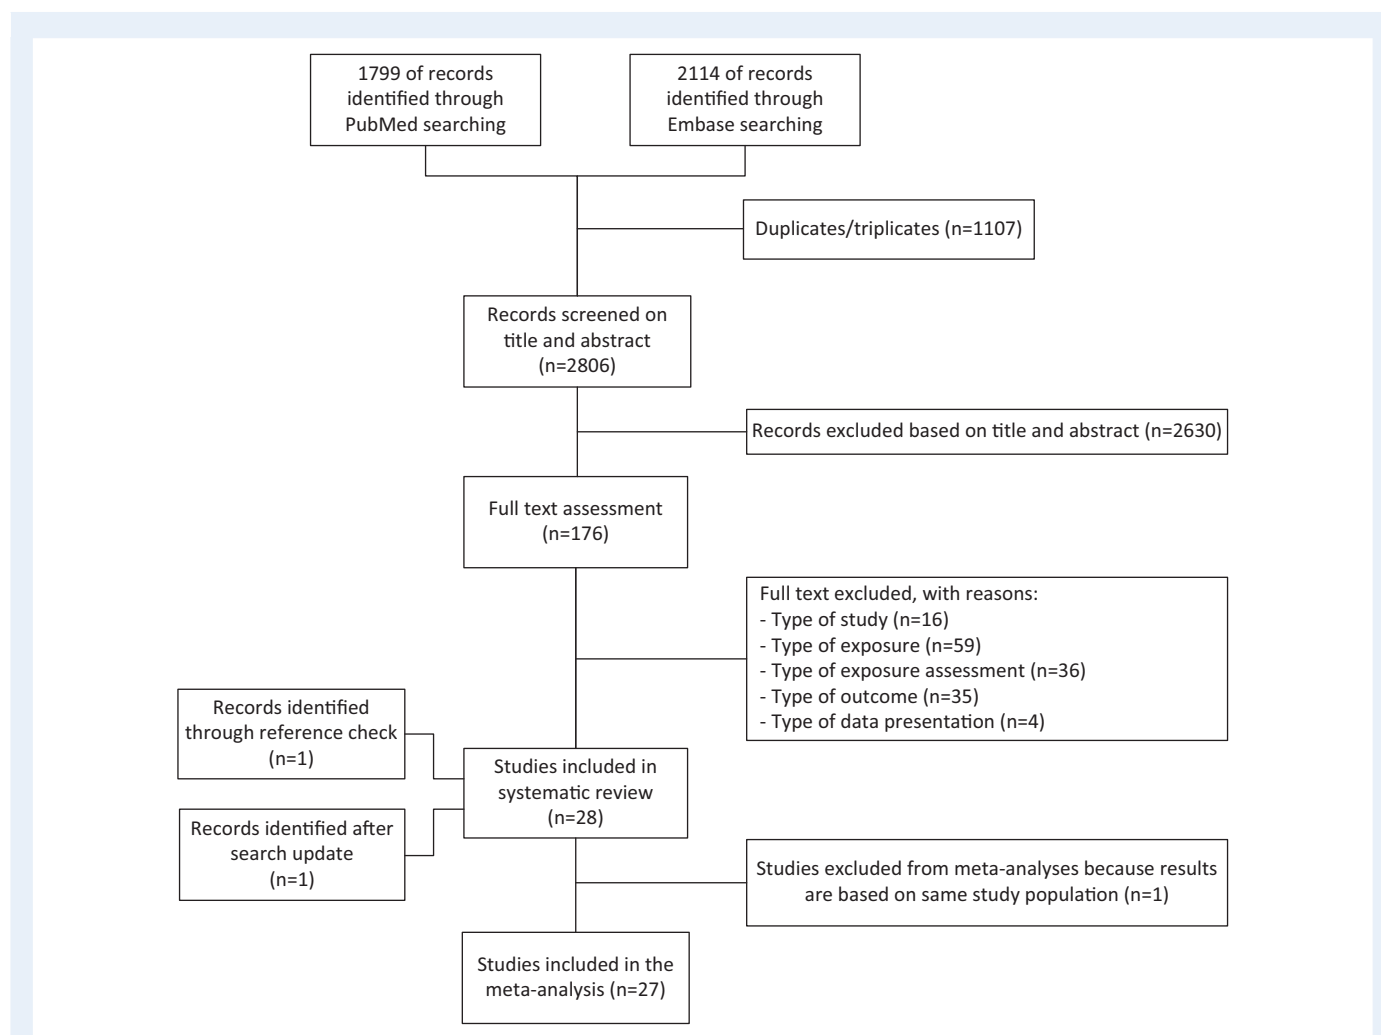 1799 of records
identified through
PubMed searching
2114 of records
identified through
Embase searching
Duplicates/triplicates (n=1107)
Records screened on
title and abstract
(n=2806)
Records excluded based on title and abstract (n=2630)
Full text assessment
(n=176)
Full text excluded, with reasons:
- Type of study (n=16)
- Type of exposure (n=59)
- Type of exposure assessment (n=36)
- Type of outcome (n=35)
- Type of data presentation (n=4)
Records identified
through reference check
(n=1)
Studies included in
systematic review
(n=28)
Records identified after
search update
(n=1)
Studies excluded from meta-analyses because results
are based on same study population (n=1)
Studies included in the
meta-analysis (n=27)